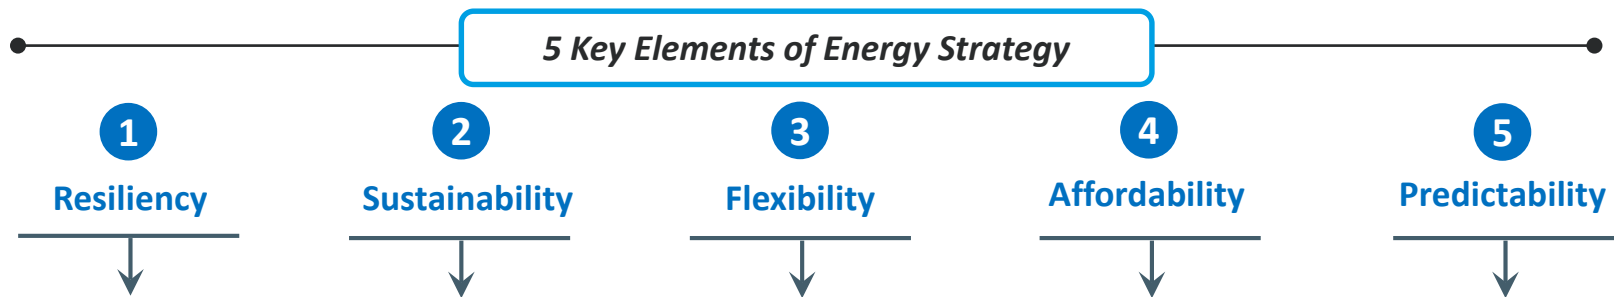 5 Key Elements of Energy Strategy
1 2 3 4 5
Resiliency Sustainability Flexibility Affordability Predictability